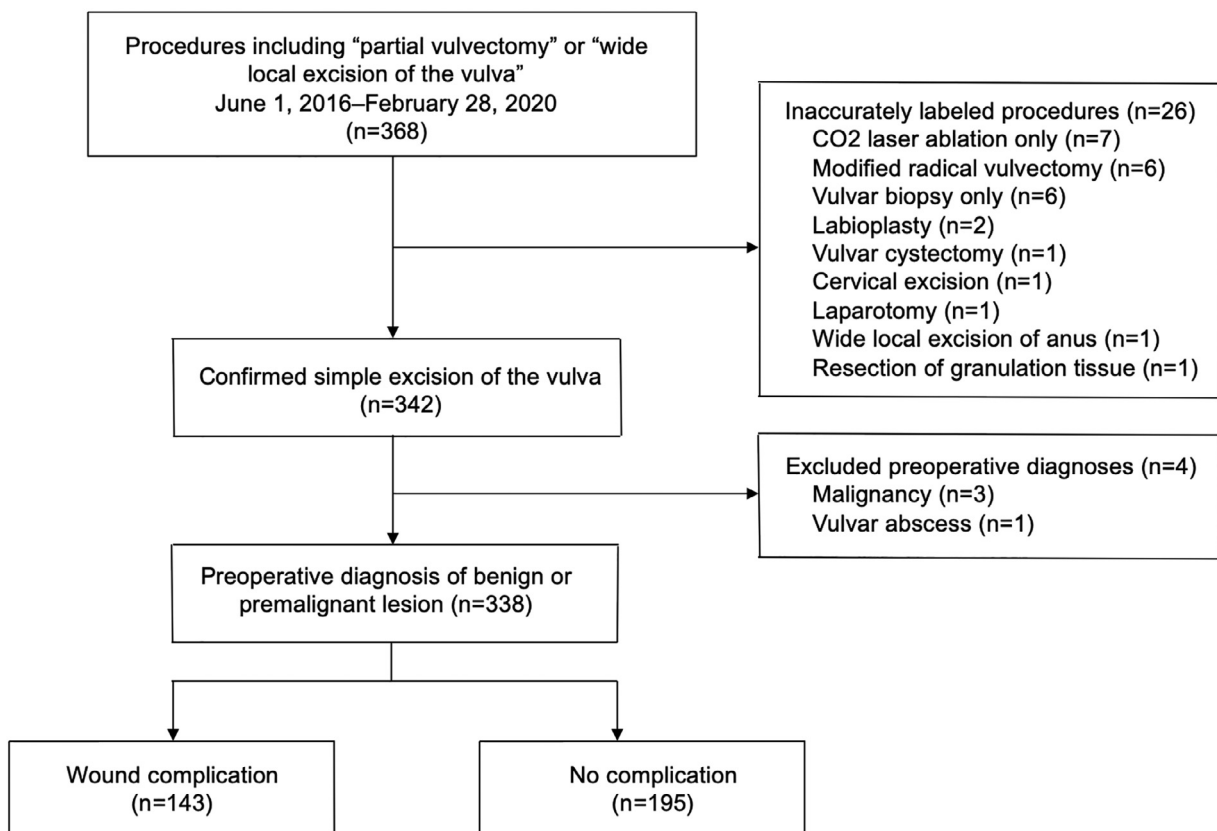 Procedures including “partial vulvectomy” or “wide
local excision of the vulva”
June 1, 2016–February 28, 2020
(n=368)
Inaccurately labeled procedures (n=26)
CO2 laser ablation only (n=7)
Modified radical vulvectomy (n=6)
Vulvar biopsy only (n=6)
Labioplasty (n=2)
Vulvar cystectomy (n=1)
Cervical excision (n=1)
Laparotomy (n=1)
Wide local excision of anus (n=1)
Resection of granulation tissue (n=1)
Confirmed simple excision of the vulva
(n=342)
Excluded preoperative diagnoses (n=4)
Malignancy (n=3)
Vulvar abscess (n=1)
Preoperative diagnosis of benign or
premalignant lesion (n=338)
Wound complication
(n=143)
No complication
(n=195)